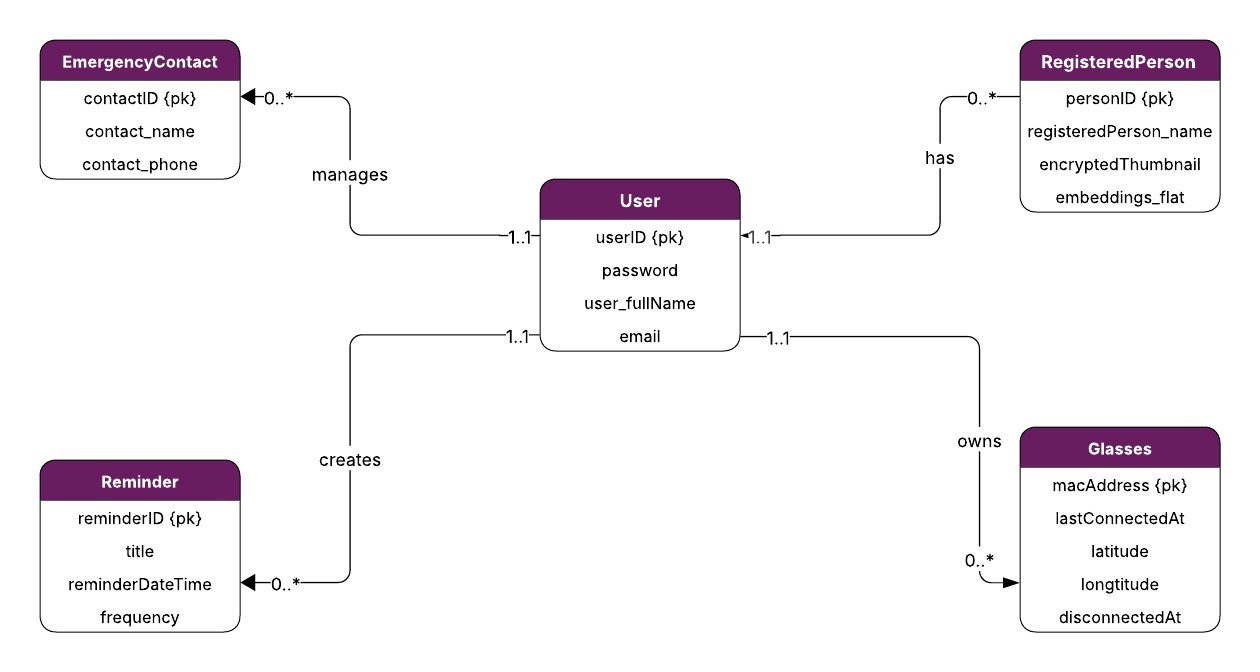 EmergencyContact
contactID {pk}
contact_name
contact_phone
0..*
manages
1..1
RegisteredPerson
personID {pk}
registeredPerson_name
encryptedThumbnail
embeddings_flat
0..*
has
1..1
User
userID {pk}
password
user_fullName
email
1..1
creates
0..*
Reminder
reminderID {pk}
title
reminderDateTime
frequency
1..1
owns
0..*
Glasses
macAddress {pk}
lastConnectedAt
latitude
longtitude
disconnectedAt